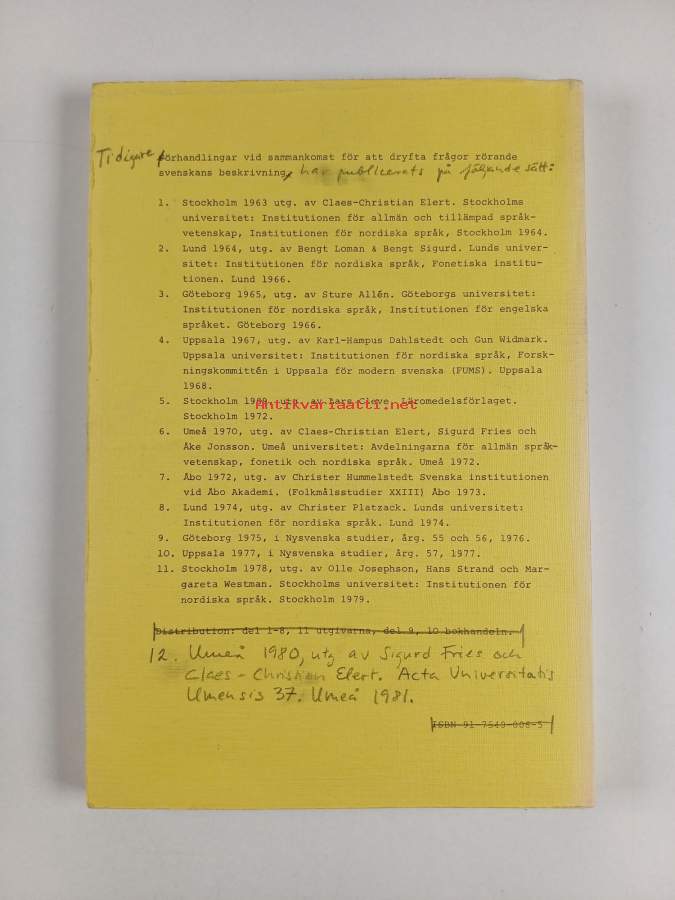 Tidigare förhandlingar vid sammankomst för att dryfta frågor rörande
svenskans beskrivning, har publicerats på följande sätt:
1. Stockholm 1963 utg. av Claes-Christian Elert. Stockholms
universitet: Institutionen för allmän och tillämpad språk-
vetenskap, Institutionen för nordiska språk, Stockholm 1964.
2. Lund 1964, utg. av Bengt Loman & Bengt Sigurd. Lunds univer-
sitet: Institutionen för nordiska språk, Fonetiska institu-
tionen. Lund 1966.
3. Göteborg 1965, utg. av Sture Allén. Göteborgs universitet:
Institutionen för nordiska språk, Institutionen för engelska
språket. Göteborg 1966.
4. Uppsala 1967, utg. av Karl-Hampus Dahlstedt och Gun Widmark.
Uppsala universitet: Institutionen för nordiska språk, Forsk-
ningskommittén i Uppsala för modern svenska (FUMS). Uppsala
1968.
5. Stockholm utg. av Lars Läromedelsförlaget.
Antikvariaatti.net
Stockholm 1972.
6. Umeå 1970, utg. av Claes-Christian Elert, Sigurd Fries och
Åke Jonsson. Umeå universitet: Avdelningarna för allmän språk-
vetenskap, fonetik och nordiska språk. Umeå 1972.
7. Åbo 1972, utg. av Christer Hummelstedt Svenska institutionen
vid Åbo Akademi. (Folkmålsstudier XXIII) Åbo 1973.
8. Lund 1974, utg. av Christer Platzack. Lunds universitet:
Institutionen för nordiska språk. Lund 1974.
9. Göteborg 1975, i Nysvenska studier, årg. 55 och 56, 1976.
10. Uppsala 1977, i Nysvenska studier, årg. 57, 1977.
11. Stockholm 1978, utg. av Olle Josephson, Hans Strand och Mar-
gareta Westman. Stockholms universitet: Institutionen för
nordiska språk. Stockholm 1979.
Distribution: del 1-8, 11 utgivarna, del 9, 10 bokhandeln.
12. Umeå 1980, utg av Sigurd Fries och
Claes-Christian Elert. Acta Universitatis
Umensis 37. Umeå 1981.
ISBN 91-7540-006-5